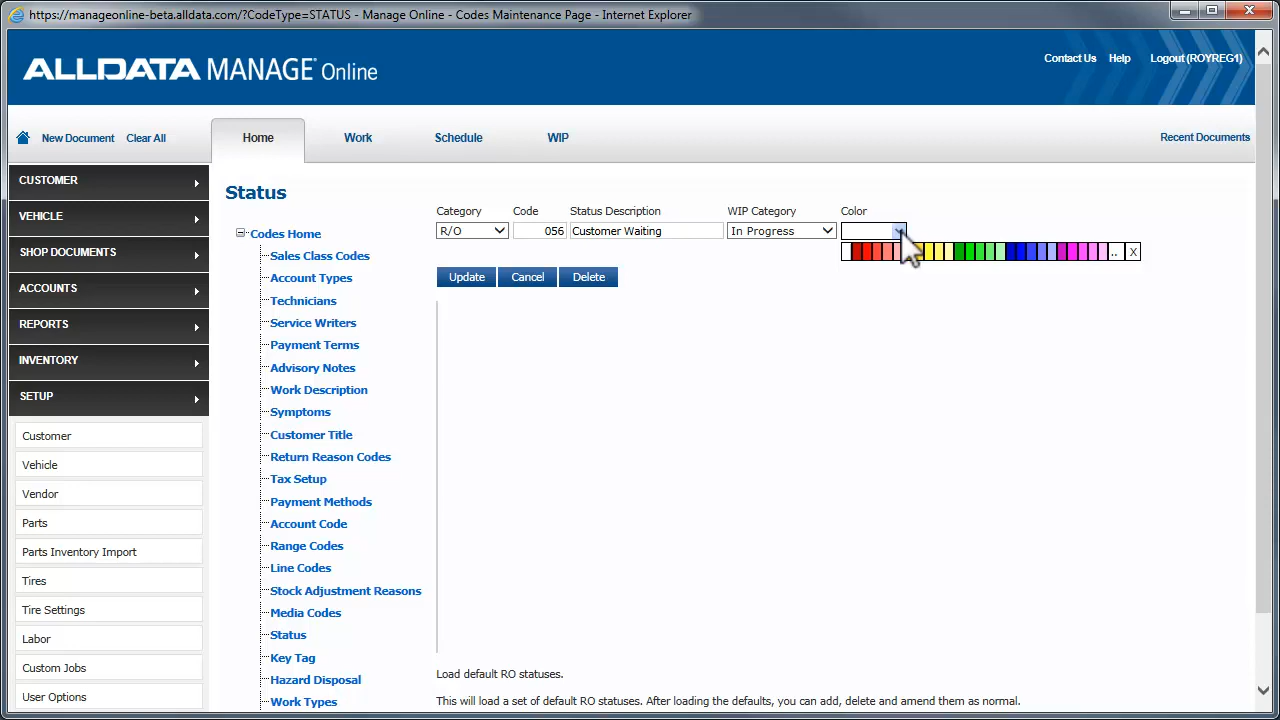 https://manageonline-beta.alldata.com/?CodeType=STATUS - Manage Online - Codes Maintenance Page - Internet Explorer
ALLDATA MANAGE Online
Contact Us Help Logout (ROYREG1)
New Document Clear All Home Work Schedule WIP Recent Documents
CUSTOMER
VEHICLE
SHOP DOCUMENTS
ACCOUNTS
REPORTS
INVENTORY
SETUP
Customer
Vehicle
Vendor
Parts
Parts Inventory Import
Tires
Tire Settings
Labor
Custom Jobs
User Options
Status
Codes Home
Sales Class Codes
Account Types
Technicians
Service Writers
Payment Terms
Advisory Notes
Work Description
Symptoms
Customer Title
Return Reason Codes
Tax Setup
Payment Methods
Account Code
Range Codes
Line Codes
Stock Adjustment Reasons
Media Codes
Status
Key Tag
Hazard Disposal
Work Types
Category Code Status Description WIP Category Color
R/O 056 Customer Waiting In Progress
.. X
Update Cancel Delete
Load default RO statuses.
This will load a set of default RO statuses. After loading the defaults, you can add, delete and amend them as normal.